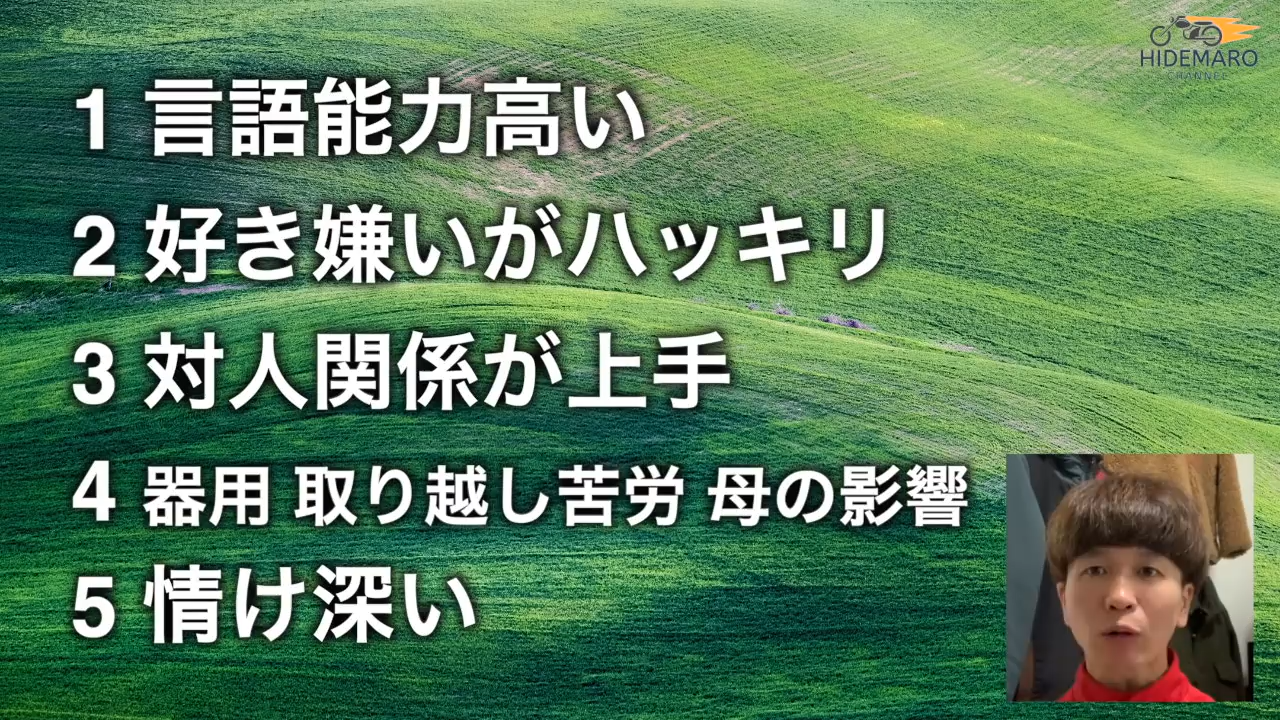 HIDEMARO
CHANNEL
1 言語能力高い
2 好き嫌いがハッキリ
3 対人関係が上手
4 器用 取り越し苦労 母の影響
5 情け深い